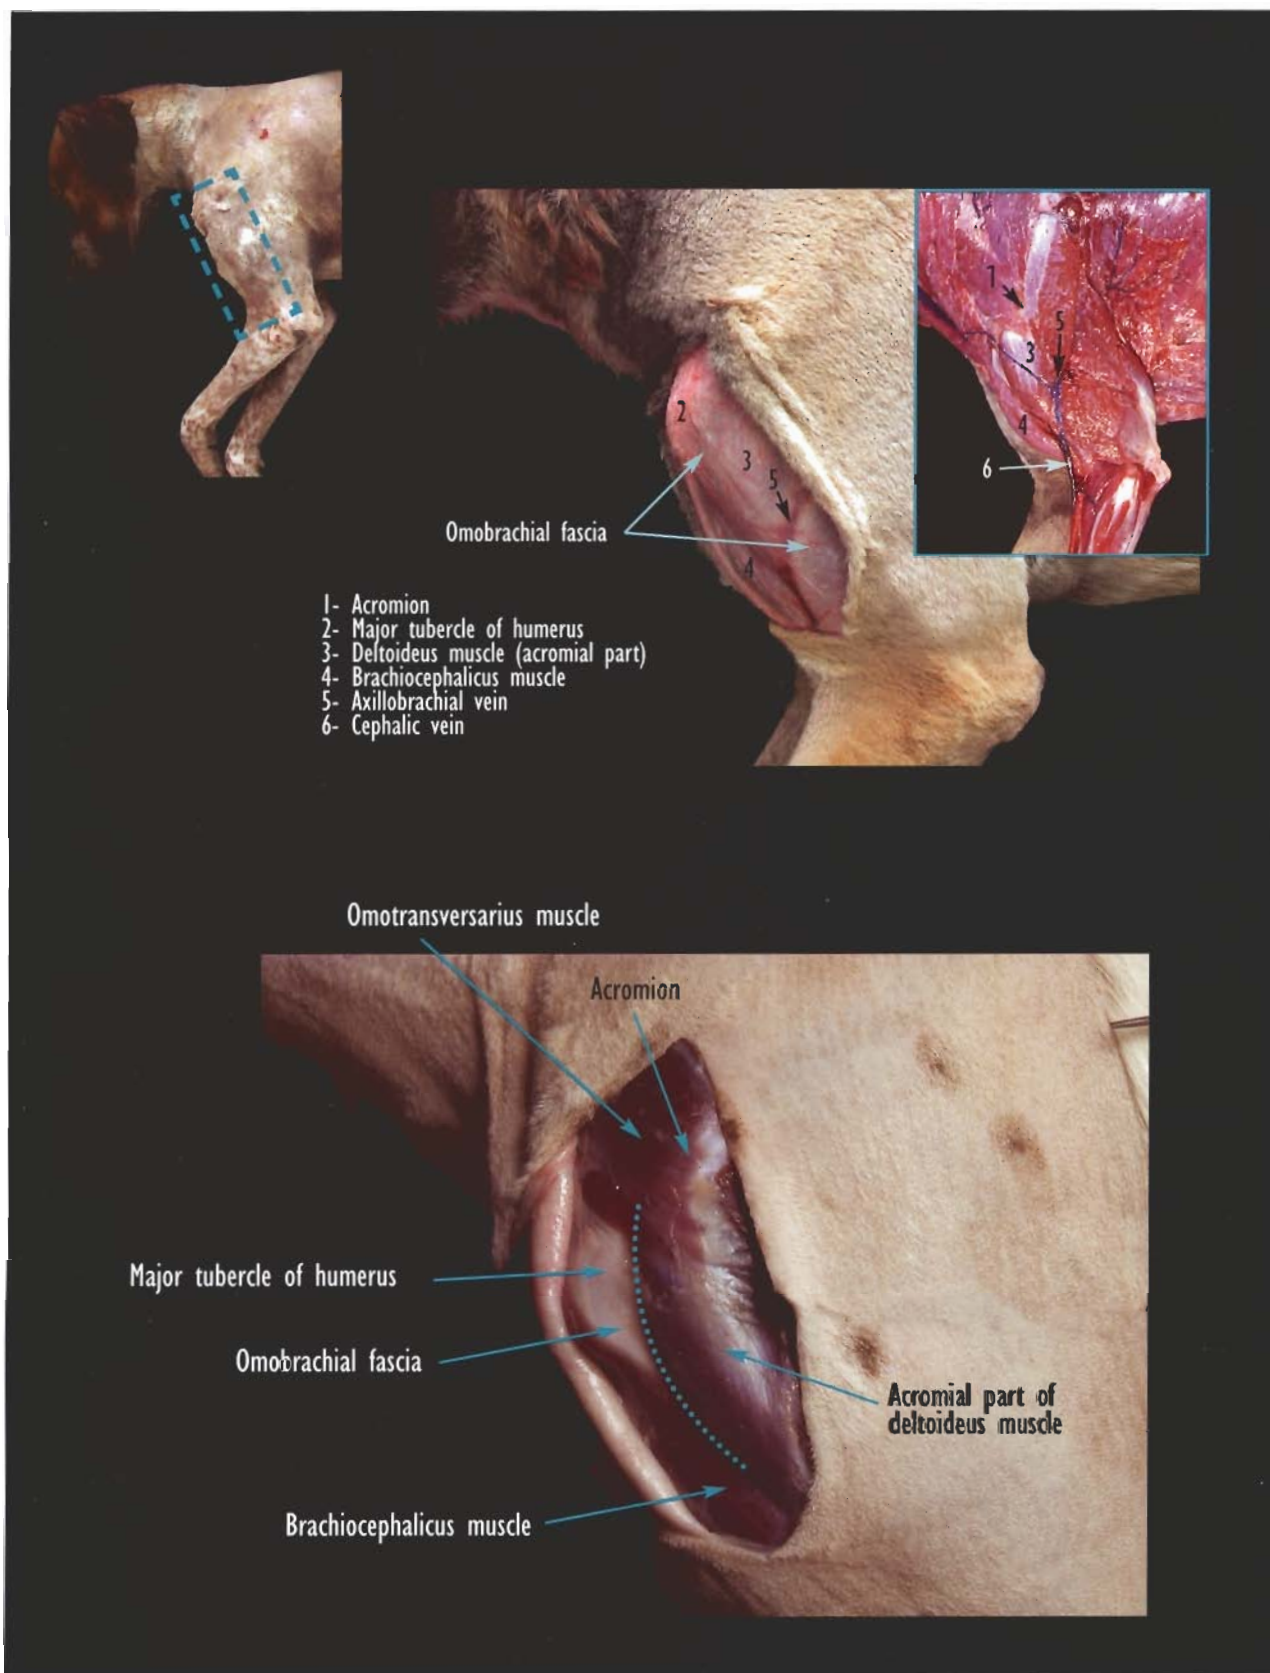 1
5
3
4
6
2
3
5
4
Omobrachial fascia
1- Acromion
2- Major tubercle of humerus
3- Deltoideus muscle (acromial part)
4- Brachiocephalicus muscle
5- Axillobrachial vein
6- Cephalic vein
Omotransversarius muscle
Acromion
Major tubercle of humerus
Omobrachial fascia
Acromial part of
deltoideus muscle
Brachiocephalicus muscle